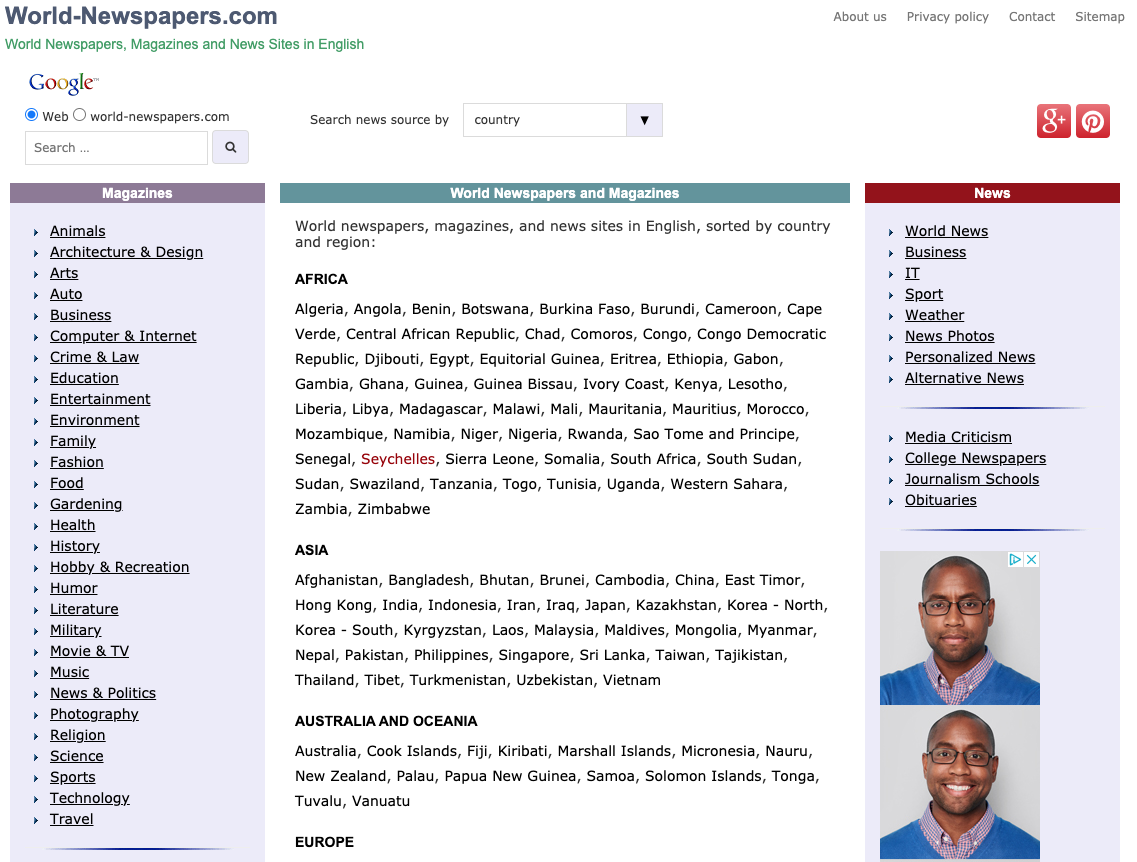 World-Newspapers.com
About us Privacy policy Contact Sitemap
World Newspapers, Magazines and News Sites in English
Google™
Web world-newspapers.com
Search news source by country ▼
Search ...
g+
Magazines
Animals
Architecture & Design
Arts
Auto
Business
Computer & Internet
Crime & Law
Education
Entertainment
Environment
Family
Fashion
Food
Gardening
Health
History
Hobby & Recreation
Humor
Literature
Military
Movie & TV
Music
News & Politics
Photography
Religion
Science
Sports
Technology
Travel
World Newspapers and Magazines
World newspapers, magazines, and news sites in English, sorted by country
and region:
AFRICA
Algeria, Angola, Benin, Botswana, Burkina Faso, Burundi, Cameroon, Cape
Verde, Central African Republic, Chad, Comoros, Congo, Congo Democratic
Republic, Djibouti, Egypt, Equitorial Guinea, Eritrea, Ethiopia, Gabon,
Gambia, Ghana, Guinea, Guinea Bissau, Ivory Coast, Kenya, Lesotho,
Liberia, Libya, Madagascar, Malawi, Mali, Mauritania, Mauritius, Morocco,
Mozambique, Namibia, Niger, Nigeria, Rwanda, Sao Tome and Principe,
Senegal, Seychelles, Sierra Leone, Somalia, South Africa, South Sudan,
Sudan, Swaziland, Tanzania, Togo, Tunisia, Uganda, Western Sahara,
Zambia, Zimbabwe
ASIA
Afghanistan, Bangladesh, Bhutan, Brunei, Cambodia, China, East Timor,
Hong Kong, India, Indonesia, Iran, Iraq, Japan, Kazakhstan, Korea - North,
Korea - South, Kyrgyzstan, Laos, Malaysia, Maldives, Mongolia, Myanmar,
Nepal, Pakistan, Philippines, Singapore, Sri Lanka, Taiwan, Tajikistan,
Thailand, Tibet, Turkmenistan, Uzbekistan, Vietnam
AUSTRALIA AND OCEANIA
Australia, Cook Islands, Fiji, Kiribati, Marshall Islands, Micronesia, Nauru,
New Zealand, Palau, Papua New Guinea, Samoa, Solomon Islands, Tonga,
Tuvalu, Vanuatu
EUROPE
News
World News
Business
IT
Sport
Weather
News Photos
Personalized News
Alternative News
Media Criticism
College Newspapers
Journalism Schools
Obituaries